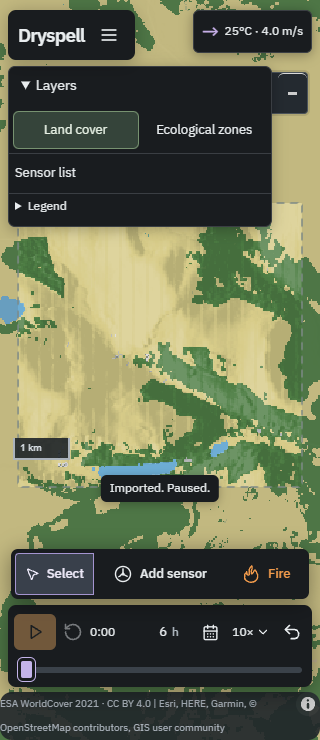 Dryspell
25°C · 4.0 m/s
Layers
Land cover
Ecological zones
Sensor list
Legend
1 km
Imported. Paused.
Select
Add sensor
Fire
0:00
6 h
10×
ESA WorldCover 2021 · CC BY 4.0 | Esri, HERE, Garmin, ©
OpenStreetMap contributors, GIS user community